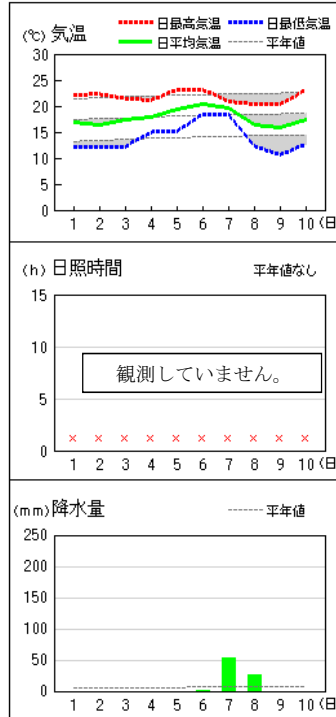 (℃) 気温
日最高気温 日最低気温
日平均気温 平年値
30
25
20
15
10
5
0
1 2 3 4 5 6 7 8 9 10 (日
(h) 日照時間 平年値なし
15
10
観測していません。
5
0
× × × × × × × × × ×
1 2 3 4 5 6 7 8 9 10 (日
(mm) 降水量 平年値
250
200
150
100
50
0
1 2 3 4 5 6 7 8 9 10 (日